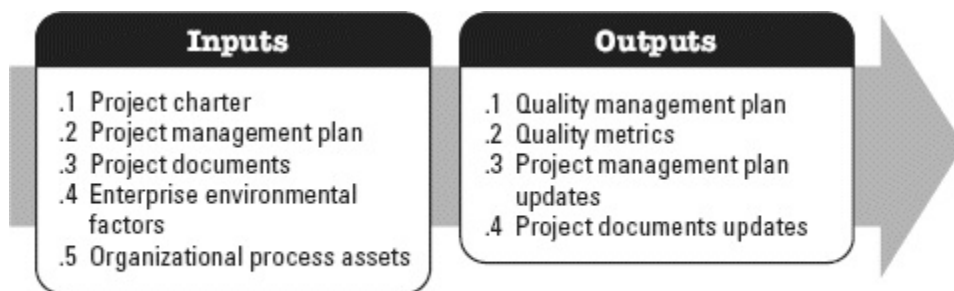 Inputs
.1 Project charter
.2 Project management plan
.3 Project documents
.4 Enterprise environmental
factors
.5 Organizational process assets
Outputs
.1 Quality management plan
.2 Quality metrics
.3 Project management plan
updates
.4 Project documents updates